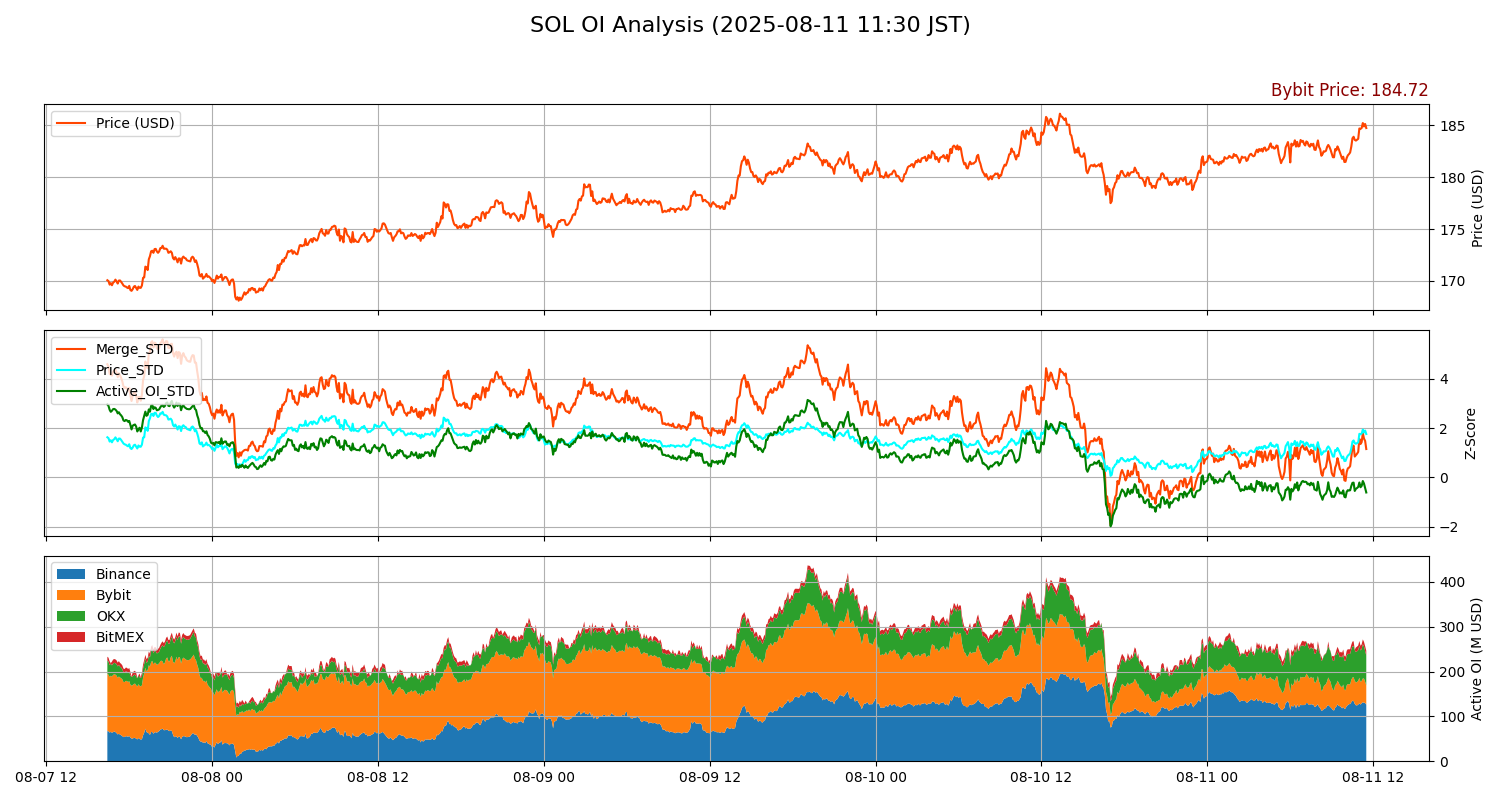 SOL OI Analysis (2025-08-11 11:30 JST)
Bybit Price: 184.72
Price (USD)
185
180
175
170
Price (USD)
Merge_STD
Price_STD
Active_OI_STD
4
2
0
−2
Z-Score
Binance
Bybit
OKX
BitMEX
400
300
200
100
0
Active OI (M USD)
08-07 12
08-08 00
08-08 12
08-09 00
08-09 12
08-10 00
08-10 12
08-11 00
08-11 12